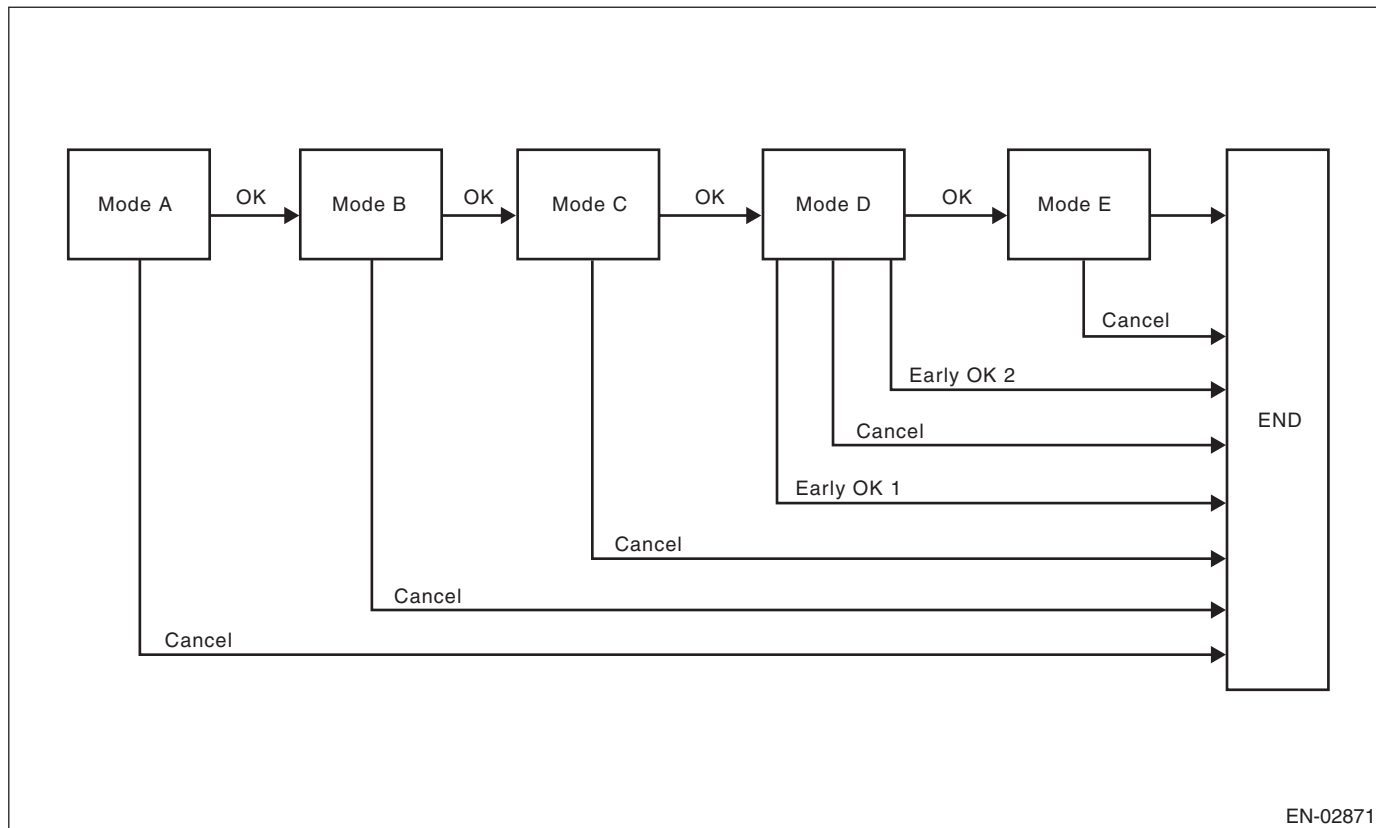 Mode A
OK
Mode B
OK
Mode C
OK
Mode D
OK
Mode E
Cancel
Early OK 2
Cancel
Early OK 1
Cancel
Cancel
Cancel
END
EN-02871